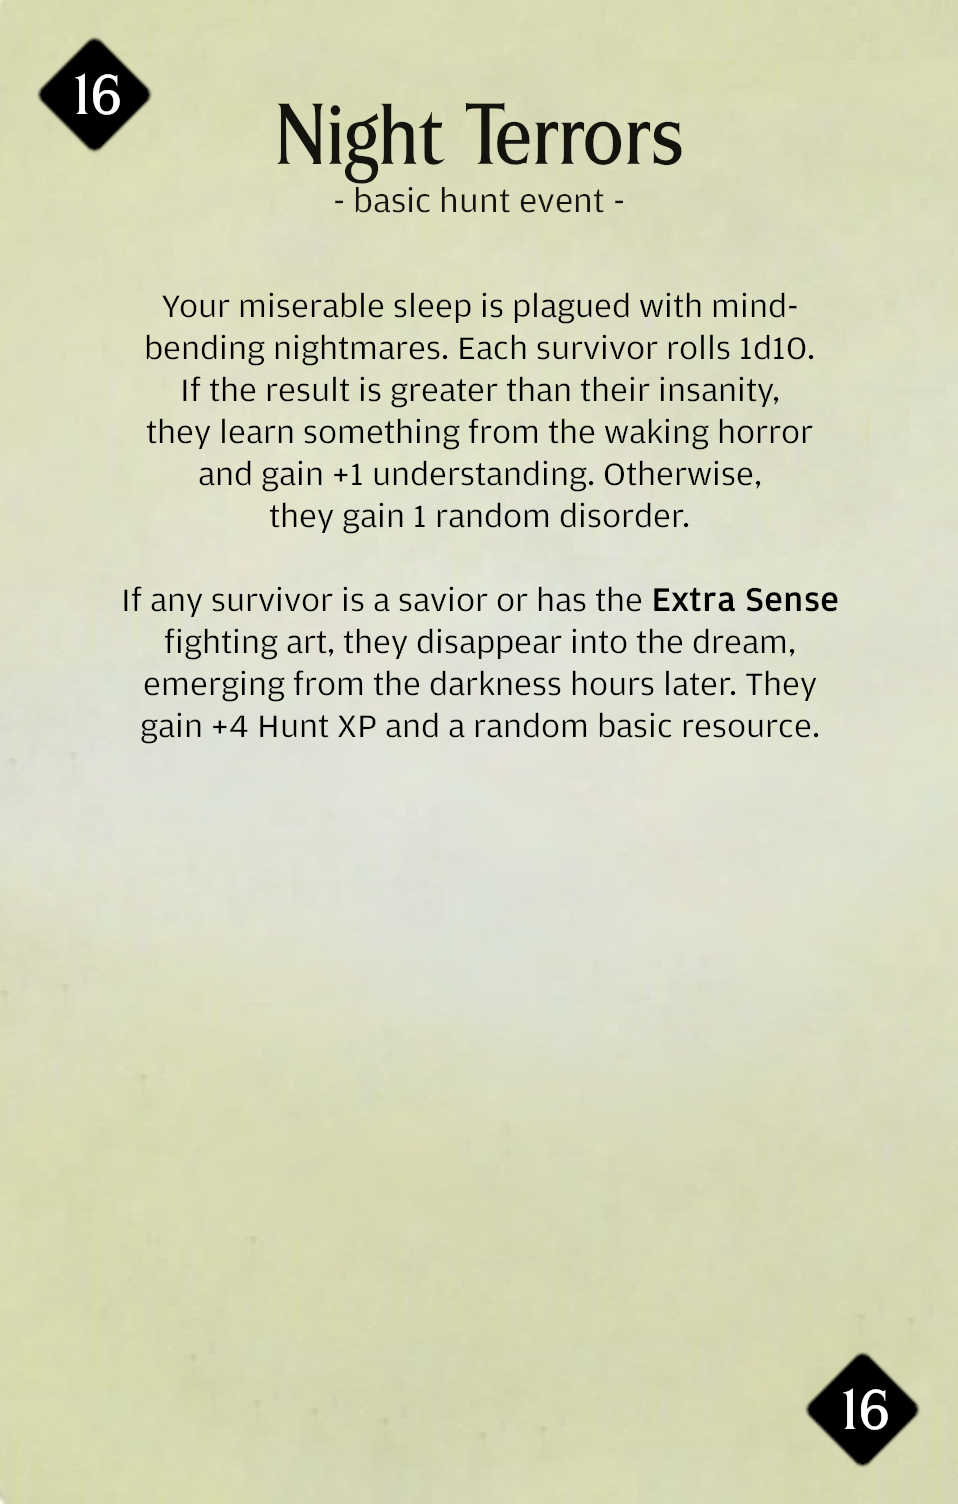 16
Night Terrors
- basic hunt event -
Your miserable sleep is plagued with mind-
bending nightmares. Each survivor rolls 1d10.
If the result is greater than their insanity,
they learn something from the waking horror
and gain +1 understanding. Otherwise,
they gain 1 random disorder.
If any survivor is a savior or has the Extra Sense
fighting art, they disappear into the dream,
emerging from the darkness hours later. They
gain +4 Hunt XP and a random basic resource.
16